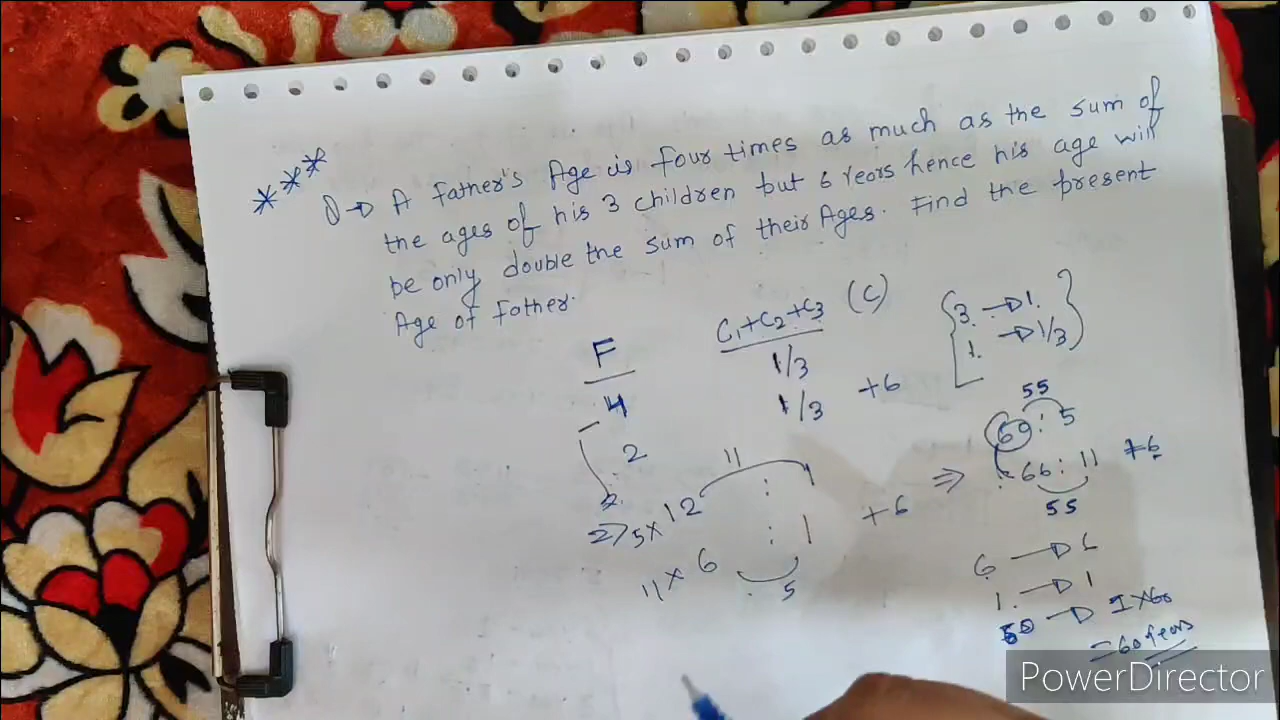 ***
Q→ A Father's Age is four times as much as the sum of
the ages of his 3 children but 6 Years hence his age will
be only double the sum of their Ages. Find the present
Age of Father.
F
C₁+C₂+C₃ (C)
3. → 1.
1. → 1/3
4
1/3
2
1/3 +6
55
60 : 5
11
66 : 11 +6
55
⇒
5×12 : 1
11×6 : 1 +6
5
6 → 6
1. → 1
→ 1×60
=60 Years
PowerDirector